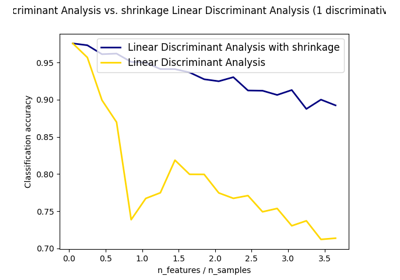 Discriminant Analysis vs. shrinkage Linear Discriminant Analysis (1 discriminativ
Linear Discriminant Analysis with shrinkage
Linear Discriminant Analysis
Classification accuracy
0.95
0.90
0.85
0.80
0.75
0.70
0.0 0.5 1.0 1.5 2.0 2.5 3.0 3.5
n_features / n_samples